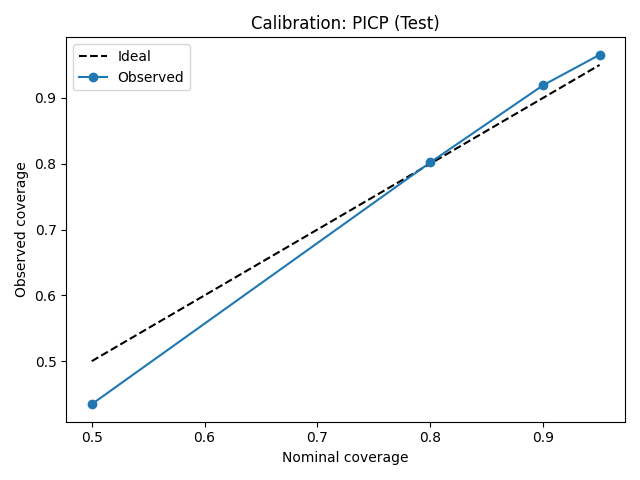 Calibration: PICP (Test)
Ideal
Observed
Observed coverage
0.9
0.8
0.7
0.6
0.5
0.5 0.6 0.7 0.8 0.9
Nominal coverage